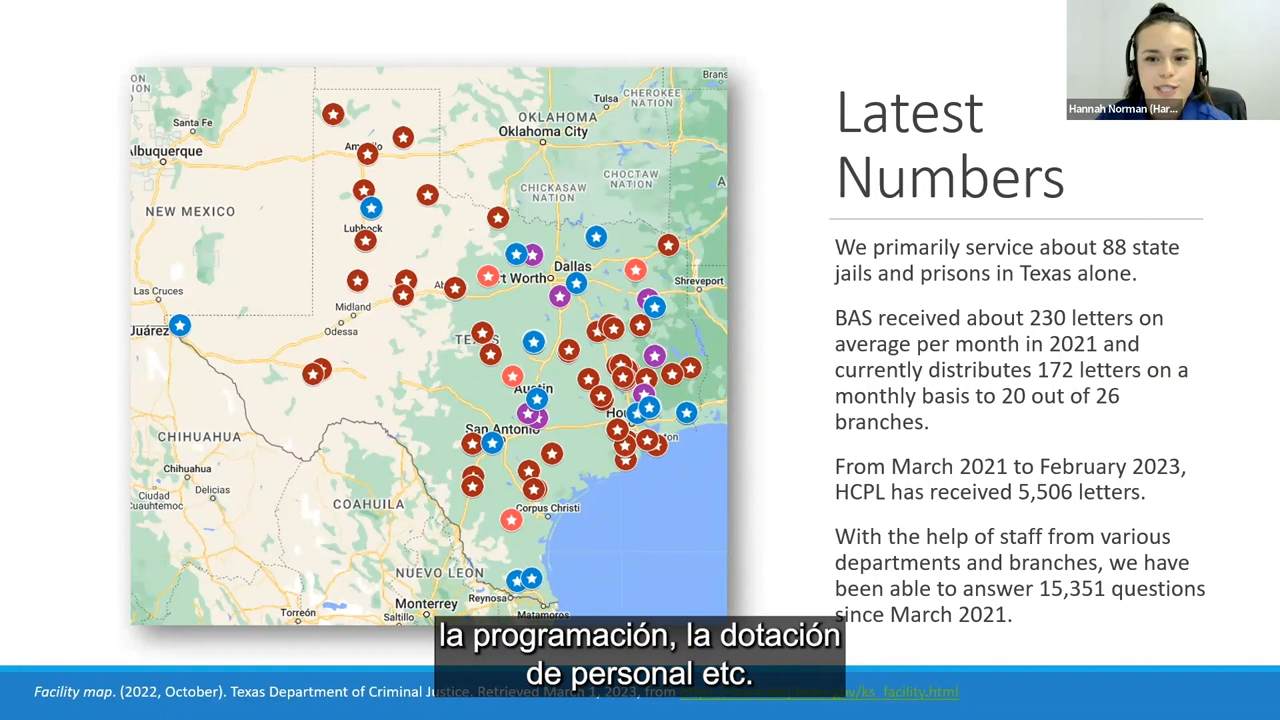 Hannah Norman (Har...
Latest
Numbers
We primarily service about 88 state
jails and prisons in Texas alone.
BAS received about 230 letters on
average per month in 2021 and
currently distributes 172 letters on a
monthly basis to 20 out of 26
branches.
From March 2021 to February 2023,
HCPL has received 5,506 letters.
With the help of staff from various
departments and branches, we have
been able to answer 15,351 questions
since March 2021.
Brans
Tulsa
CHEROKEE
NATION
Santa Fe
OKLAHOMA
Oklahoma City
Albuquerque
CHOCTAW
NATION
CHICKASAW
NATION
NEW MEXICO
Lubbock
Dallas
rt Worth
Shreveport
Las Cruces
Midland
Odessa
Juárez
Austin
San Antonio
CHIHUAHUA
Chihuahua
Delicias
Ciudad
Cuauhtemoc
COAHUILA
Corpus Christi
NUEVO LEON
Reynosa
Monterrey
Matamoros
Torreón
Saltillo
la programación, la dotación
de personal etc.
Facility map. (2022, October). Texas Department of Criminal Justice. Retrieved March 1, 2023, from